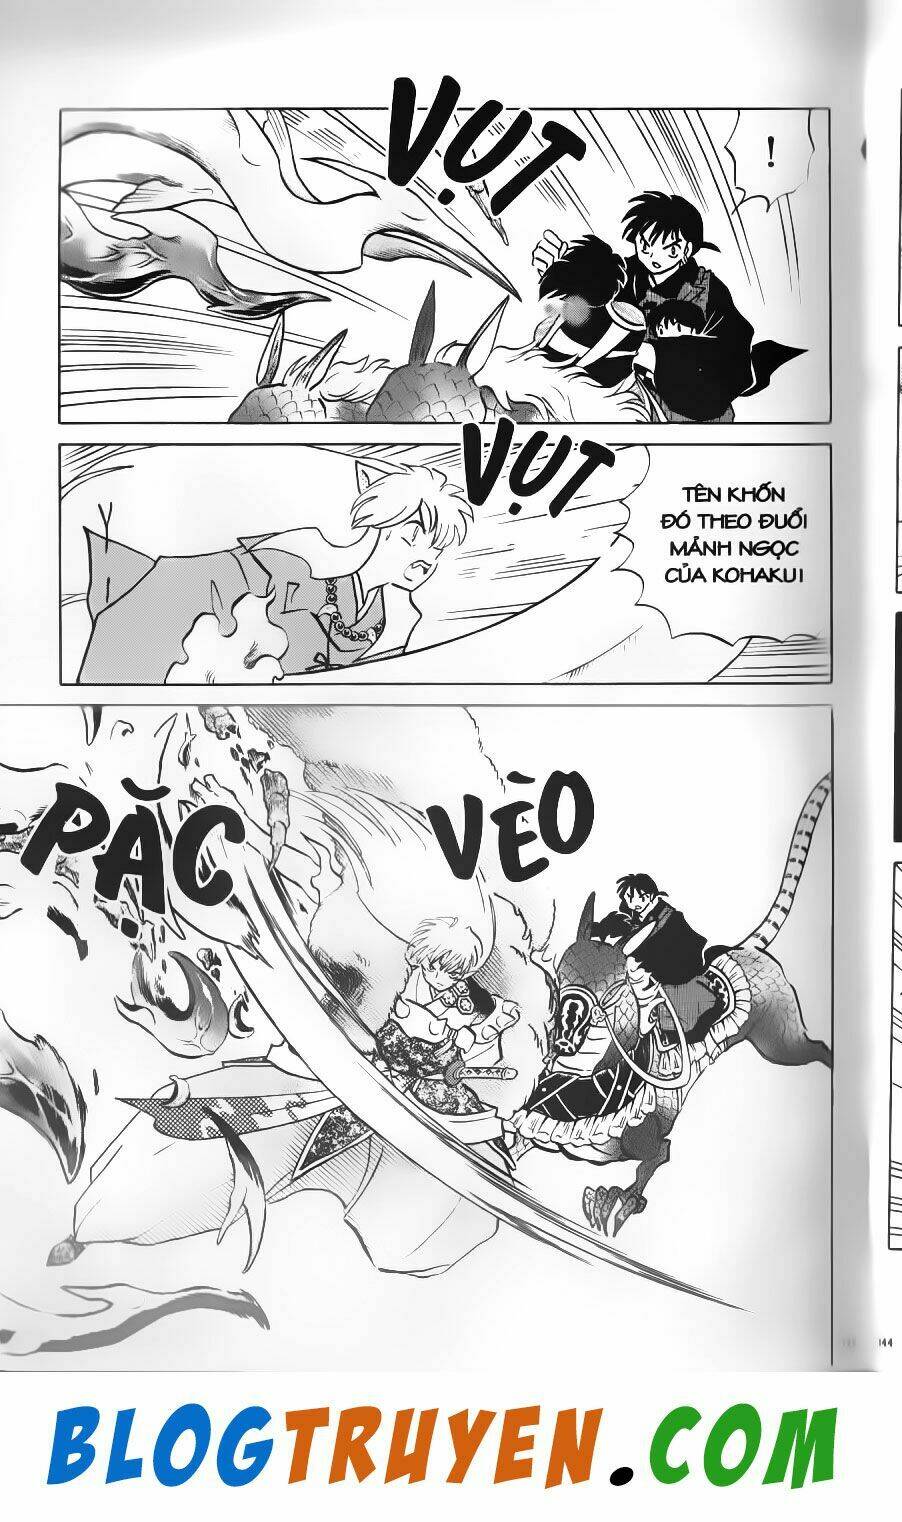 VỤT
!
VỤT
TÊN KHỐN
ĐÓ THEO ĐUỔI
MẢNH NGỌC
CỦA KOHAKU!
PẶC
VÈO
144
BLOGTRUYEN.COM